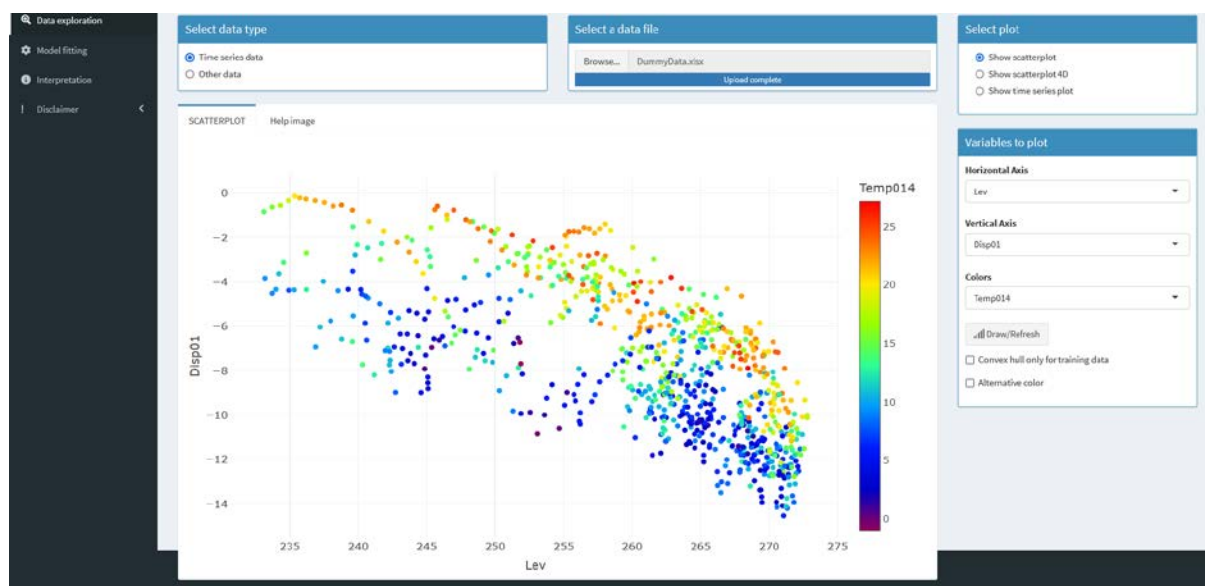 Data exploration
Model fitting
Interpretation
! Disclaimer
Select data type
Time series data
Other data
Select a data file
Browse... DummyData.xlsx
Upload complete
Select plot
Show scatterplot
Show scatterplot 4D
Show time series plot
SCATTERPLOT Help image
Variables to plot
Horizontal Axis
Lev
Vertical Axis
Disp01
Colors
Temp014
Draw/Refresh
Convex hull only for training data
Alternative color
Temp014
25
20
15
10
5
0
Disp01
0
−2
−4
−6
−8
−10
−12
−14
235 240 245 250 255 260 265 270 275
Lev